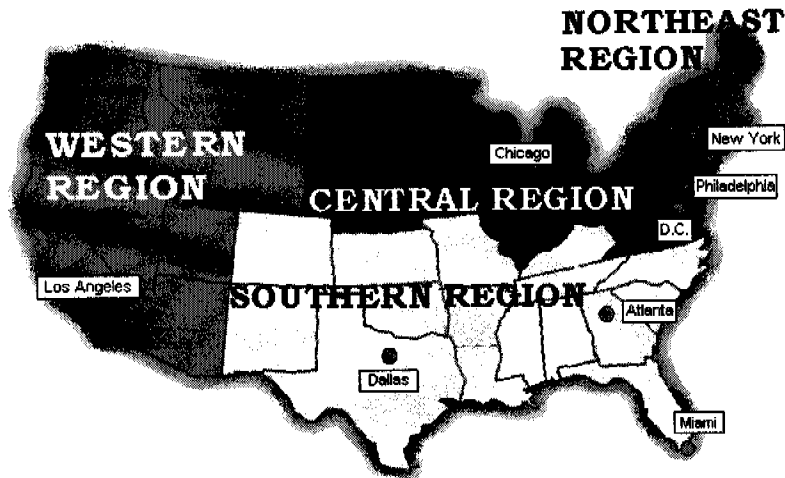 NORTHEAST
REGION
New York
Chicago
WESTERN
REGION
Philadelphia
CENTRAL REGION
D.C.
Los Angeles
SOUTHERN REGION
Atlanta
Dallas
Miami